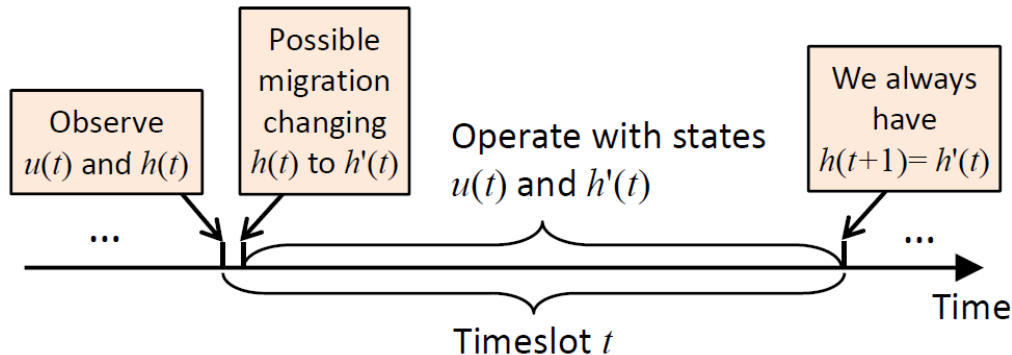 Observe
u(t) and h(t)
Possible
migration
changing
h(t) to h'(t)
Operate with states
u(t) and h'(t)
We always
have
h(t+1)= h'(t)
...
...
Time
Timeslot t